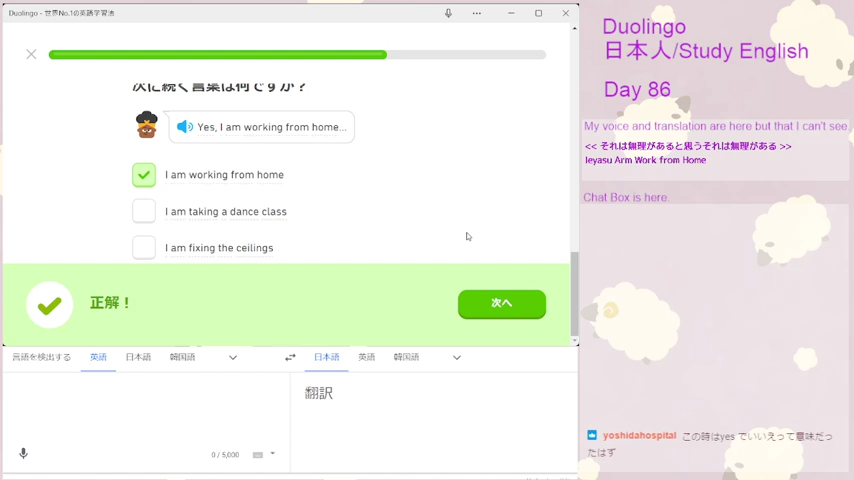 Duolingo - 世界No.1の英語学習法
次に続く言葉は何ですか？
Yes, I am working from home...
I am working from home
I am taking a dance class
I am fixing the ceilings
正解！
次へ
言語を検出する 英語 日本語 韓国語
日本語 英語 韓国語
翻訳
0 / 5,000
Duolingo
日本人/Study English
Day 86
My voice and translation are here but that I can't see
<< それは無理があると思うそれは無理がある >>
Ieyasu Arm Work from Home
Chat Box is here.
yoshidahospital この時はyes でいいえって意味だっ
たはず